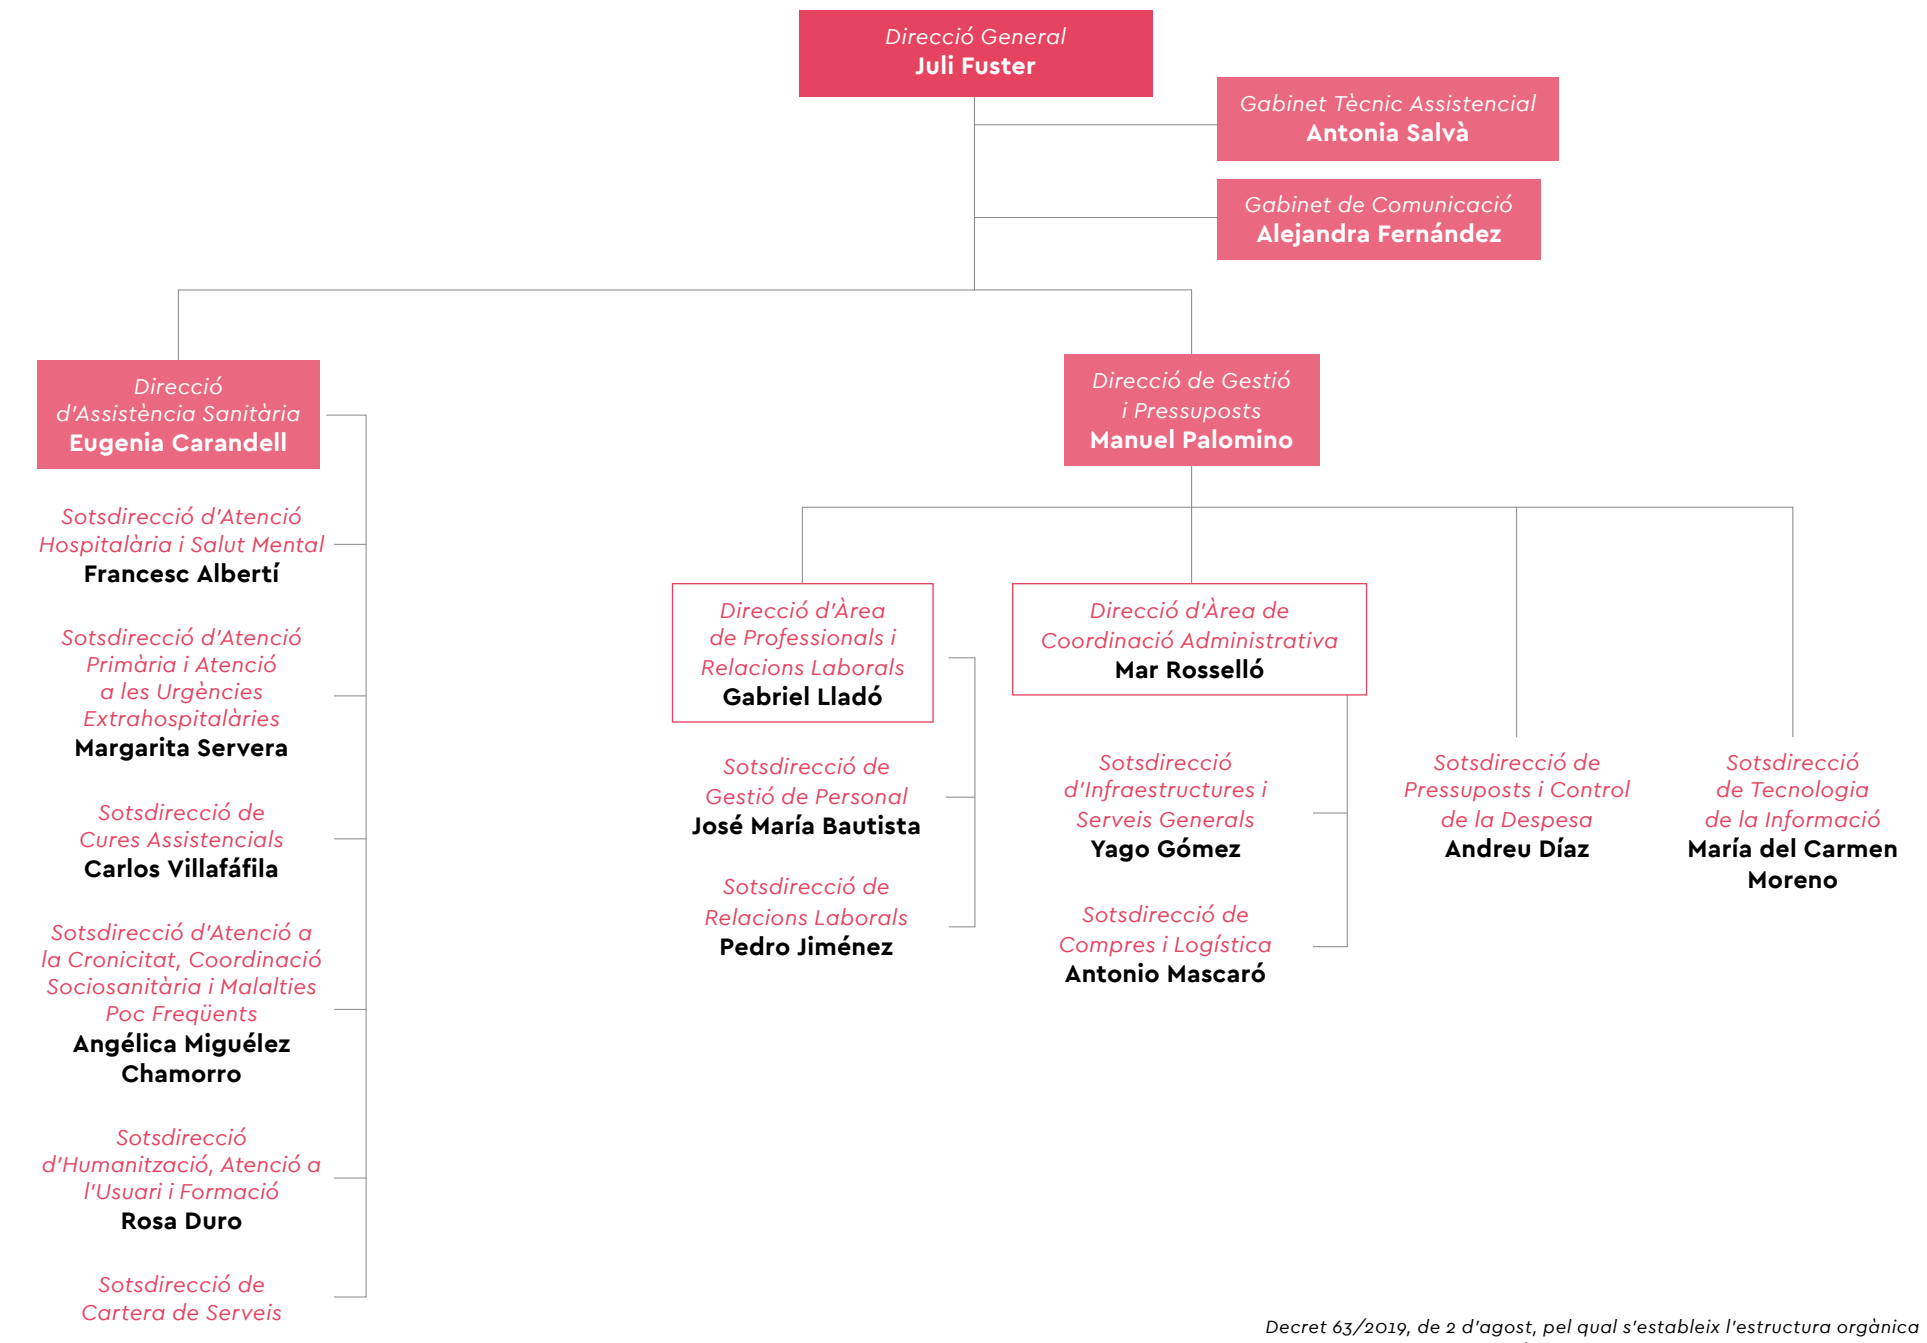 Direcció General
Juli Fuster
Gabinet Tècnic Assistencial
Antonia Salvà
Gabinet de Comunicació
Alejandra Fernández
Direcció
d'Assistència Sanitària
Eugenia Carandell
Direcció de Gestió
i Pressuposts
Manuel Palomino
Sotsdirecció d'Atenció
Hospitalària i Salut Mental
Francesc Albertí
Sotsdirecció d'Atenció
Primària i Atenció
a les Urgències
Extrahospitalàries
Margarita Servera
Sotsdirecció de
Cures Assistencials
Carlos Villafáfila
Sotsdirecció d'Atenció a
la Cronicitat, Coordinació
Sociosanitària i Malalties
Poc Freqüents
Angélica Miguélez
Chamorro
Sotsdirecció
d'Humanització, Atenció a
l'Usuari i Formació
Rosa Duro
Sotsdirecció de
Cartera de Serveis
Direcció d'Àrea
de Professionals i
Relacions Laborals
Gabriel Lladó
Sotsdirecció de
Gestió de Personal
José María Bautista
Sotsdirecció de
Relacions Laborals
Pedro Jiménez
Direcció d'Àrea de
Coordinació Administrativa
Mar Rosselló
Sotsdirecció
d'Infraestructures i
Serveis Generals
Yago Gómez
Sotsdirecció de
Compres i Logística
Antonio Mascaró
Sotsdirecció de
Pressuposts i Control
de la Despesa
Andreu Díaz
Sotsdirecció
de Tecnologia
de la Informació
María del Carmen
Moreno
Decret 63/2019, de 2 d'agost, pel qual s'estableix l'estructura orgànica